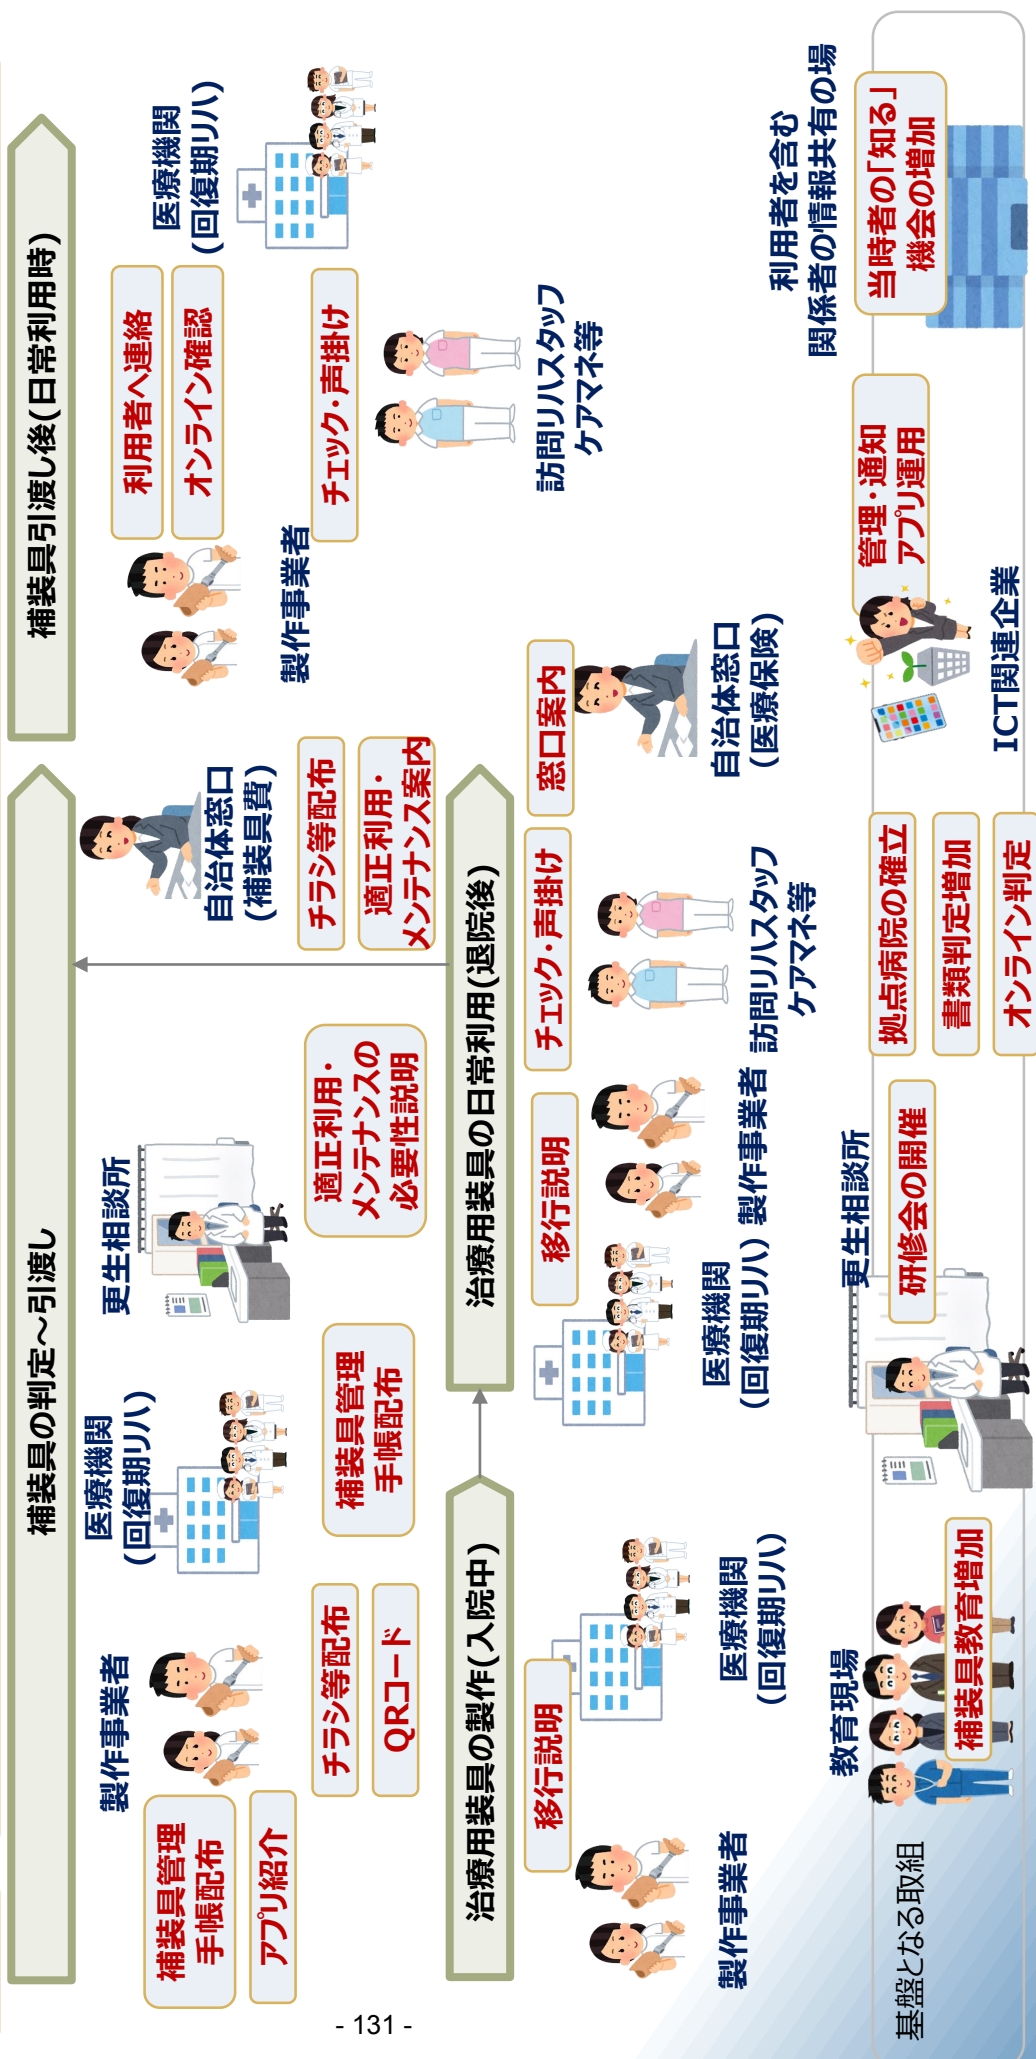 補装具の判定～引渡し
補装具引渡し後(日常利用時)
製作事業者
補装具管理
手帳配布
アプリ紹介
チラシ等配布
QRコード
医療機関
(回復期リハ)
補装具管理
手帳配布
更生相談所
適正利用・
メンテナンスの
必要性説明
自治体窓口
(補装具費)
チラシ等配布
適正利用・
メンテナンス案内
製作事業者
利用者へ連絡
オンライン確認
チェック・声掛け
訪問リハスタッフ
ケアマネ等
医療機関
(回復期リハ)
治療用装具の製作(入院中)
治療用装具の日常利用(退院後)
移行説明
製作事業者
医療機関
(回復期リハ)
移行説明
医療機関
(回復期リハ)
製作事業者
チェック・声掛け
訪問リハスタッフ
ケアマネ等
窓口案内
自治体窓口
(医療保険)
基盤となる取組
教育現場
補装具教育増加
更生相談所
研修会の開催
拠点病院の確立
書類判定増加
オンライン判定
管理・通知
アプリ運用
ICT関連企業
利用者を含む
関係者の情報共有の場
当時者の「知る」
機会の増加
- 131 -